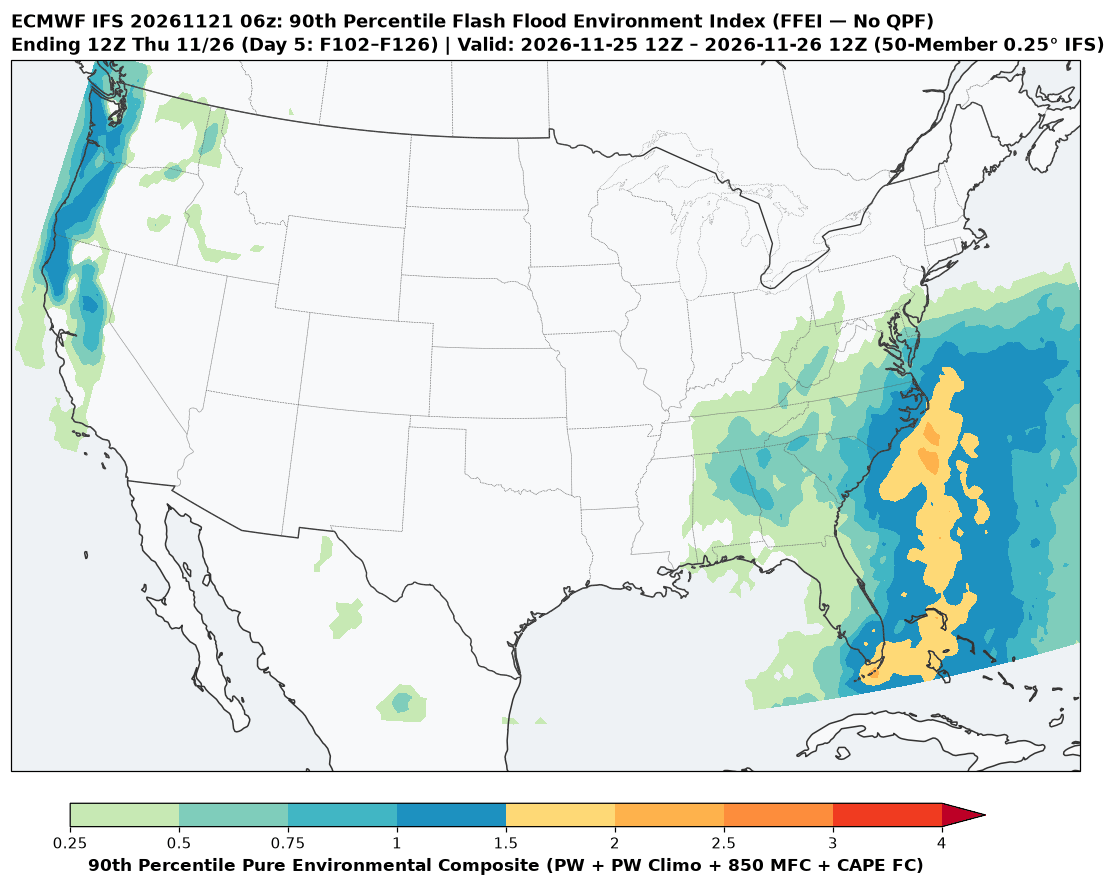 ECMWF IFS 20261121 06z: 90th Percentile Flash Flood Environment Index (FFEI — No QPF)
Ending 12Z Thu 11/26 (Day 5: F102–F126) | Valid: 2026-11-25 12Z – 2026-11-26 12Z (50-Member 0.25° IFS)
0.25 0.5 0.75 1 1.5 2 2.5 3 4
90th Percentile Pure Environmental Composite (PW + PW Climo + 850 MFC + CAPE FC)